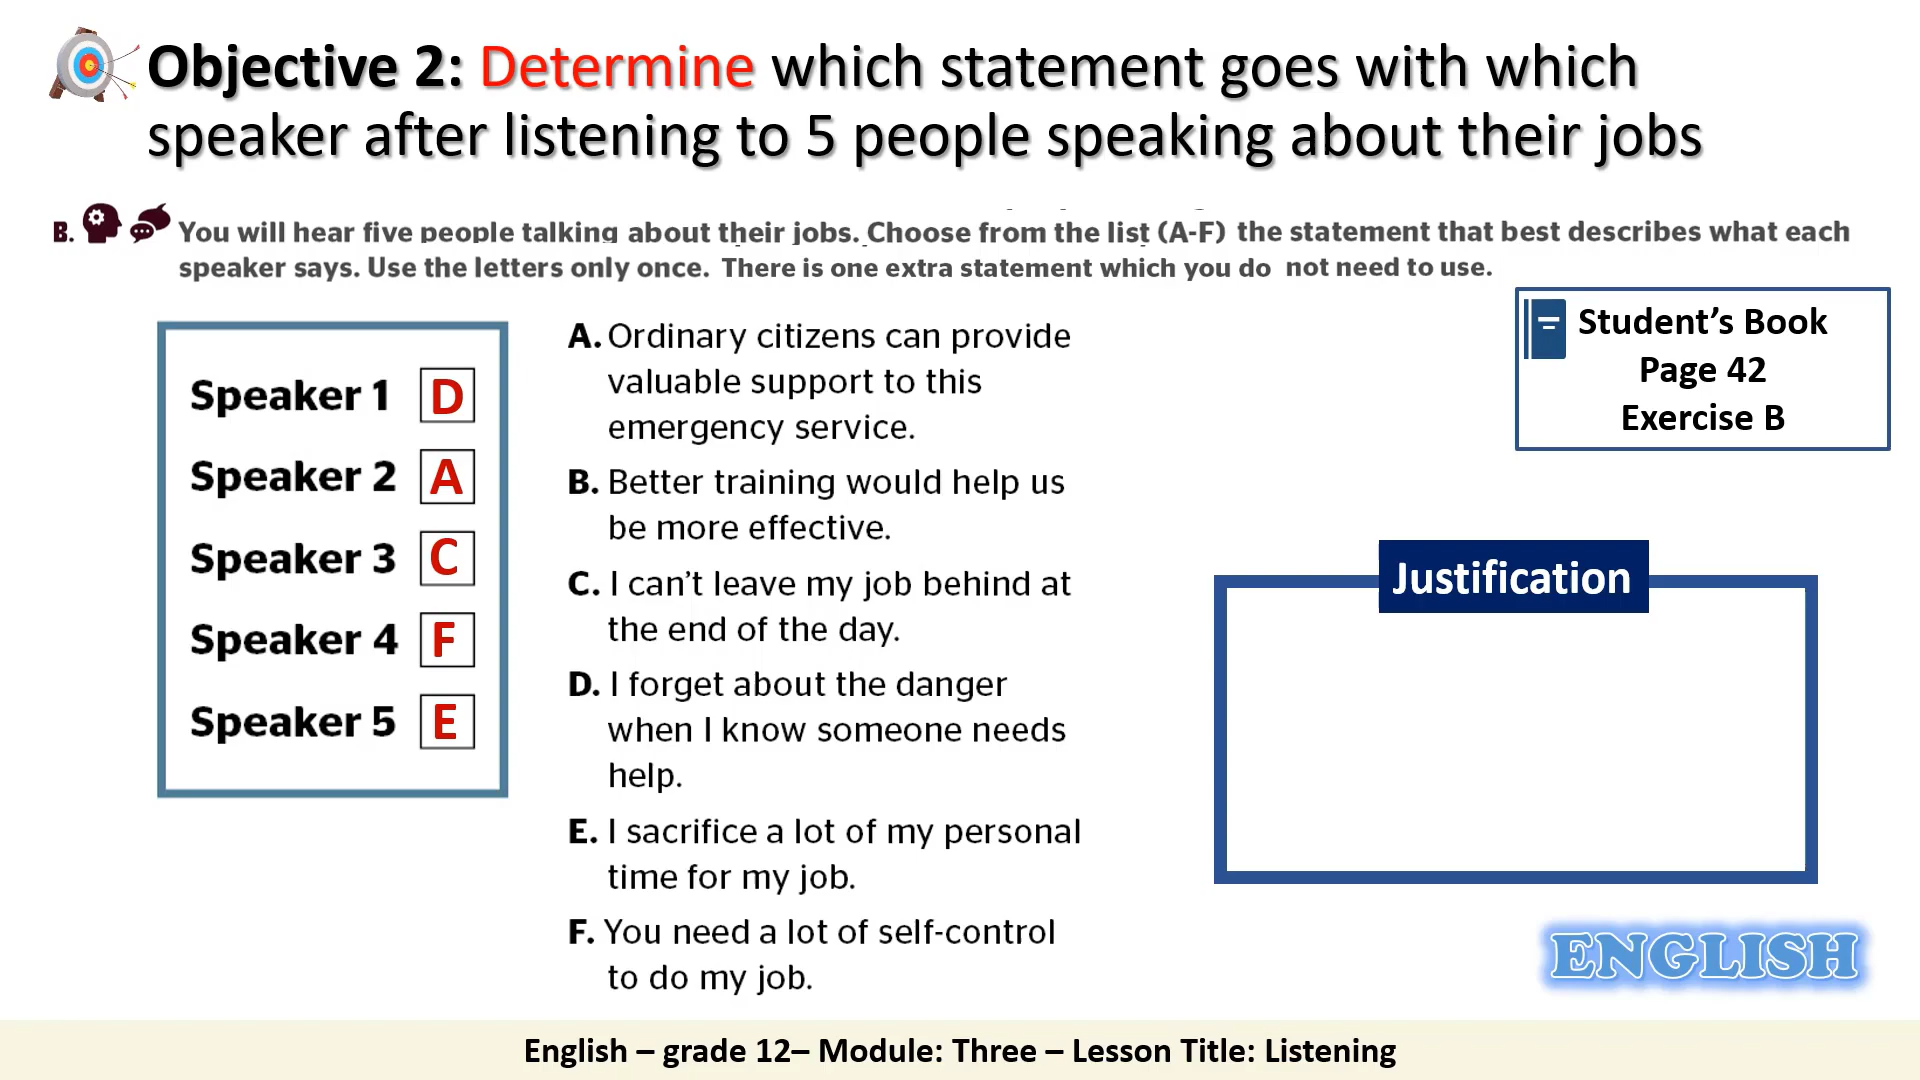 Objective 2: Determine which statement goes with which
speaker after listening to 5 people speaking about their jobs
B. You will hear five people talking about their jobs. Choose from the list (A-F) the statement that best describes what each
speaker says. Use the letters only once. There is one extra statement which you do not need to use.
Student's Book
Page 42
Exercise B
Speaker 1 D
Speaker 2 A
Speaker 3 C
Speaker 4 F
Speaker 5 E
A. Ordinary citizens can provide
valuable support to this
emergency service.
B. Better training would help us
be more effective.
C. I can't leave my job behind at
the end of the day.
D. I forget about the danger
when I know someone needs
help.
E. I sacrifice a lot of my personal
time for my job.
F. You need a lot of self-control
to do my job.
Justification
ENGLISH
English – grade 12– Module: Three – Lesson Title: Listening